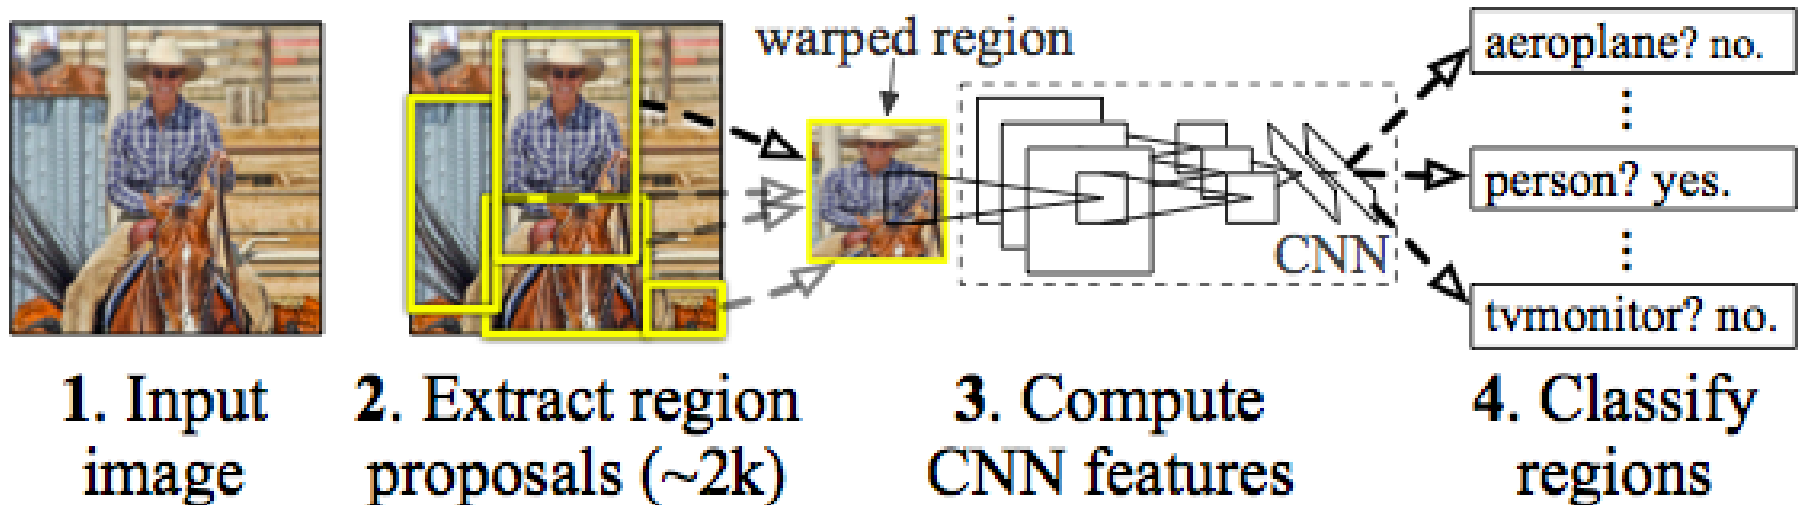 warped region
aeroplane? no.
person? yes.
CNN
tvmonitor? no.
1. Input
image
2. Extract region
proposals (~2k)
3. Compute
CNN features
4. Classify
regions